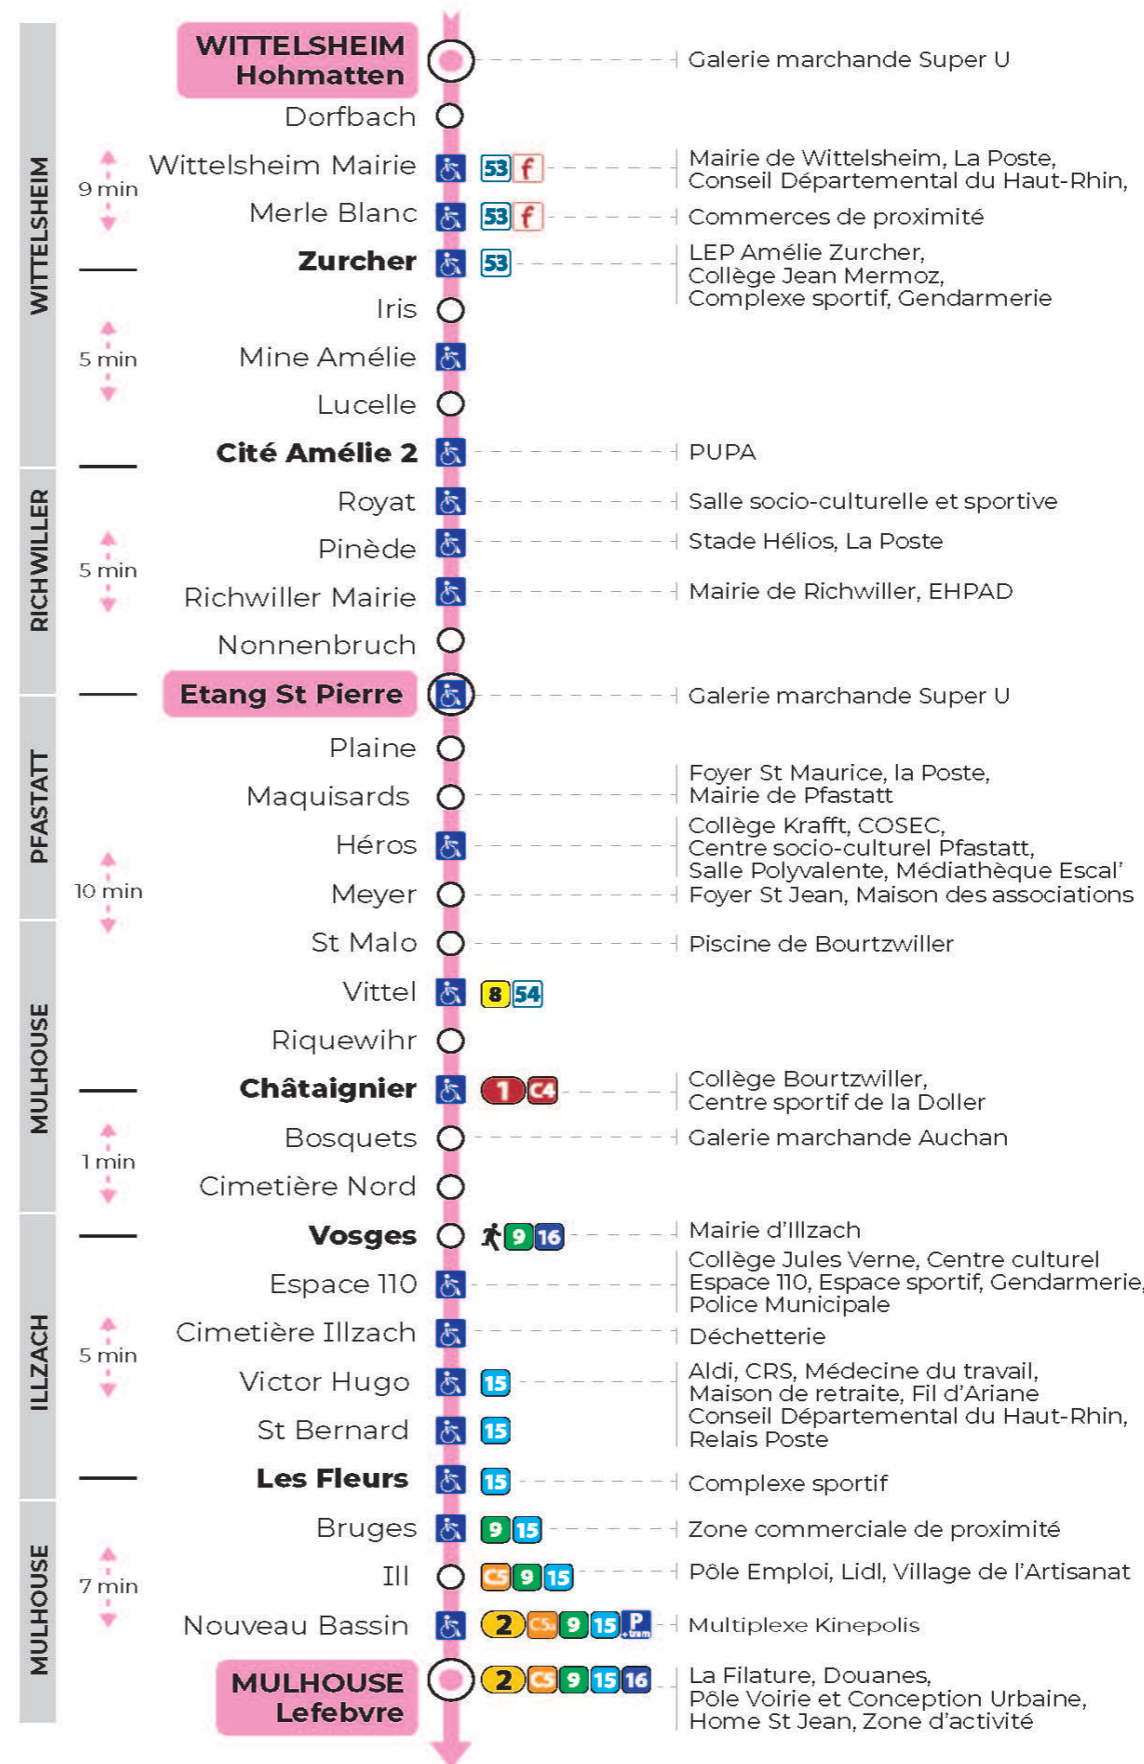 WITTELSHEIM
Hohmatten
Galerie marchande Super U
Dorfbach
WITTELSHEIM
9 min
Wittelsheim Mairie
53 f
Mairie de Wittelsheim, La Poste,
Conseil Départemental du Haut-Rhin,
Merle Blanc
53 f
Commerces de proximité
Zurcher
53
LEP Amélie Zurcher,
Collège Jean Mermoz,
Complexe sportif, Gendarmerie
Iris
5 min
Mine Amélie
Lucelle
Cité Amélie 2
PUPA
RICHWILLER
Royat
Salle socio-culturelle et sportive
5 min
Pinède
Stade Hélios, La Poste
Richwiller Mairie
Mairie de Richwiller, EHPAD
Nonnenbruch
Etang St Pierre
Galerie marchande Super U
PFASTATT
Plaine
Maquisards
Foyer St Maurice, la Poste,
Mairie de Pfastatt
Héros
Collège Krafft, COSEC,
Centre socio-culturel Pfastatt,
Salle Polyvalente, Médiathèque Escal'
10 min
Meyer
Foyer St Jean, Maison des associations
MULHOUSE
St Malo
Piscine de Bourtzwiller
Vittel
8 54
Riquewihr
Châtaignier
1 C4
Collège Bourtzwiller,
Centre sportif de la Doller
1 min
Bosquets
Galerie marchande Auchan
Cimetière Nord
ILLZACH
Vosges
9 16
Mairie d'Illzach
Espace 110
Collège Jules Verne, Centre culturel
Espace 110, Espace sportif, Gendarmerie,
Police Municipale
5 min
Cimetière Illzach
Déchetterie
Victor Hugo
15
Aldi, CRS, Médecine du travail,
Maison de retraite, Fil d'Ariane
St Bernard
15
Conseil Départemental du Haut-Rhin,
Relais Poste
Les Fleurs
15
Complexe sportif
MULHOUSE
Bruges
9 15
Zone commerciale de proximité
7 min
Ill
C5 9 15
Pôle Emploi, Lidl, Village de l'Artisanat
Nouveau Bassin
2 9 15 P
+tram
Multiplexe Kinepolis
MULHOUSE
Lefebvre
2 C5 9 15 16
La Filature, Douanes,
Pôle Voirie et Conception Urbaine,
Home St Jean, Zone d'activité